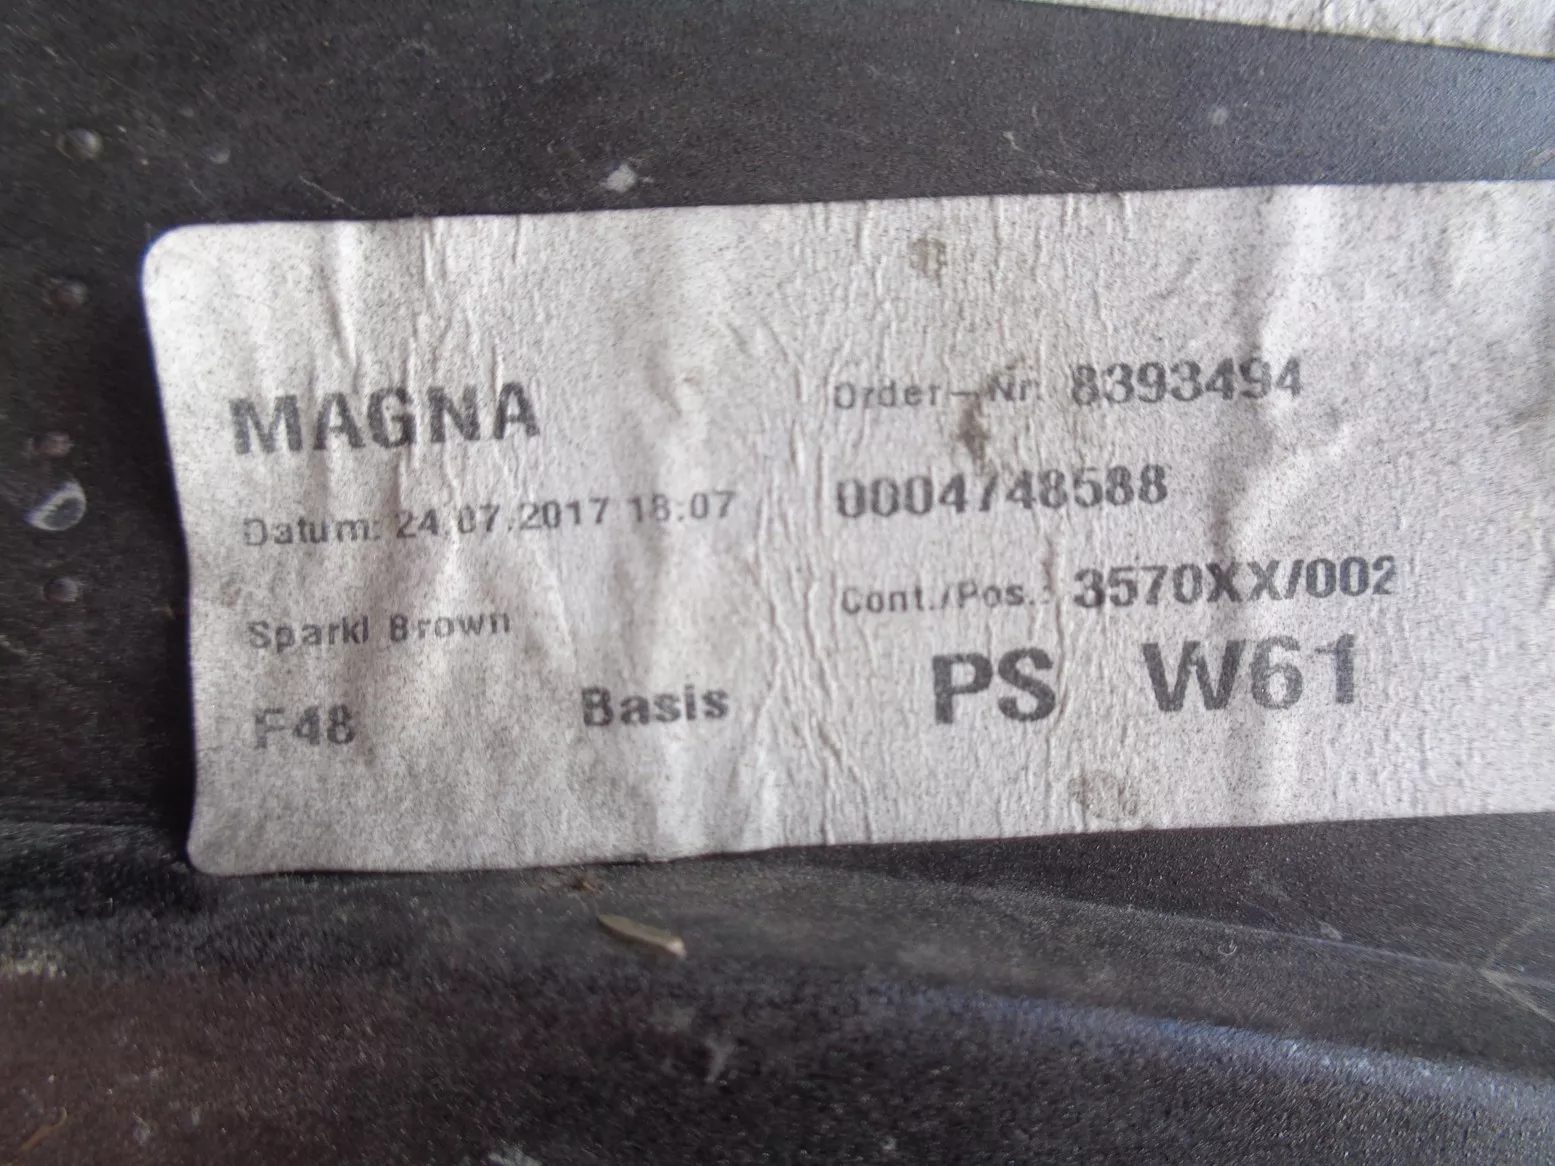 MAGNA
Datum: 24.07.2017 18:07
Sparkl Brown
F48 Basis
Order-Nr. 8393494
0004748588
Cont./Pos.: 3570XX/002
PS W61